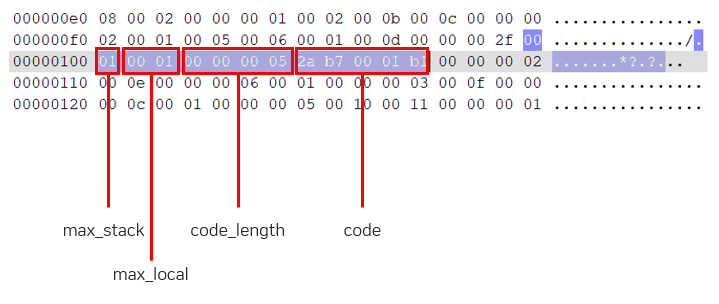 000000e0 08 00 02 00 00 00 01 00 02 00 0b 00 0c 00 00 00 ................
000000f0 02 00 01 00 05 00 06 00 01 00 0d 00 00 00 2f 00 ............../.
00000100 01 00 01 00 00 00 05 2a b7 00 01 b1 00 00 00 02 .......*?.?...
00000110 00 0e 00 00 00 06 00 01 00 00 00 03 00 0f 00 00 ................
00000120 00 0c 00 01 00 00 00 05 00 10 00 11 00 00 00 01 ................
max_stack code_length code
max_local